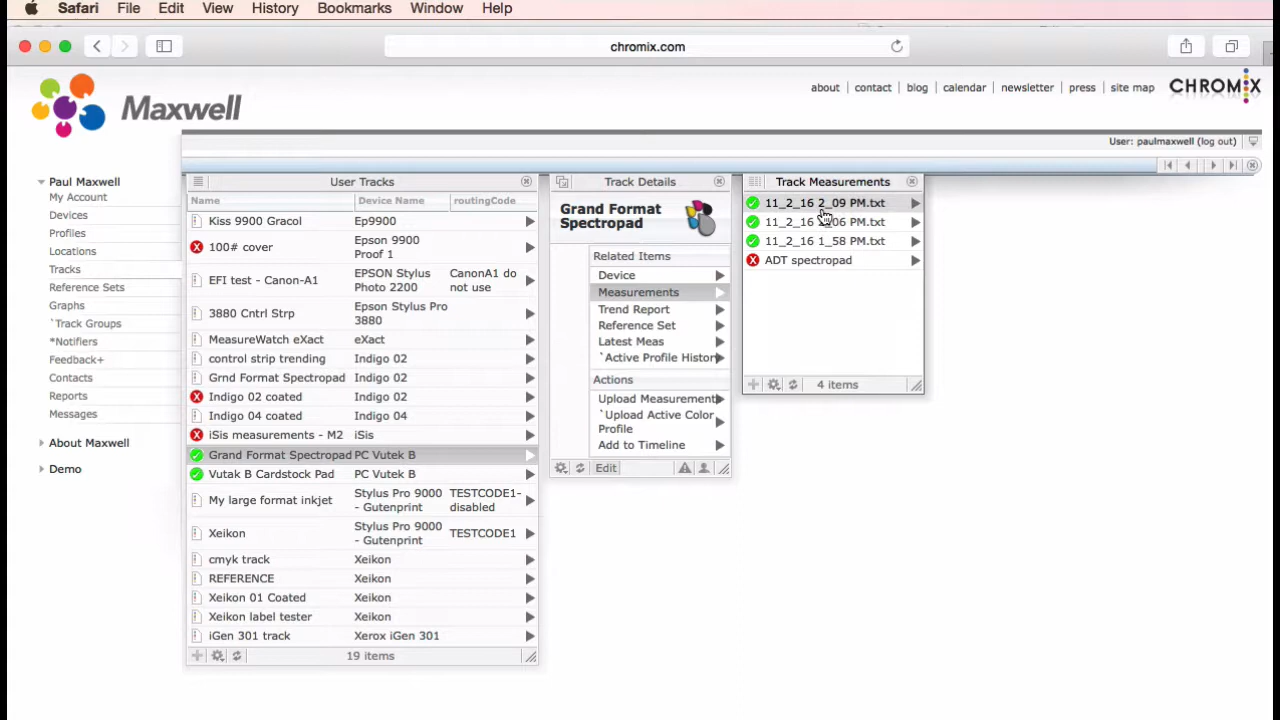 Safari File Edit View History Bookmarks Window Help
chromix.com
Maxwell
about contact blog calendar newsletter press site map CHROMIX
User: paulmaxwell (log out)
Paul Maxwell
My Account
Devices
Profiles
Locations
Tracks
Reference Sets
Graphs
`Track Groups
*Notifiers
Feedback+
Contacts
Reports
Messages
About Maxwell
Demo
User Tracks
Name Device Name routingCode
Kiss 9900 Gracol Ep9900
100# cover Epson 9900
Proof 1
EFI test - Canon-A1 EPSON Stylus
Photo 2200 CanonA1 do
not use
3880 Cntrl Strp Epson Stylus Pro
3880
MeasureWatch eXact eXact
control strip trending Indigo 02
Grnd Format Spectropad Indigo 02
Indigo 02 coated Indigo 02
Indigo 04 coated Indigo 04
iSis measurements - M2 iSis
Grand Format Spectropad PC Vutek B
Vutak B Cardstock Pad PC Vutek B
My large format inkjet Stylus Pro 9000
- Gutenprint TESTCODE1-
disabled
Xeikon Stylus Pro 9000
- Gutenprint TESTCODE1
cmyk track Xeikon
REFERENCE Xeikon
Xeikon 01 Coated Xeikon
Xeikon label tester Xeikon
iGen 301 track Xerox iGen 301
19 items
Track Details
Grand Format
Spectropad
Related Items
Device
Measurements
Trend Report
Reference Set
Latest Meas
`Active Profile History
Actions
Upload Measurement
`Upload Active Color
Profile
Add to Timeline
Edit
Track Measurements
11_2_16 2_09 PM.txt
11_2_16 PM.txt
11_2_16 1_58 PM.txt
ADT spectropad
4 items